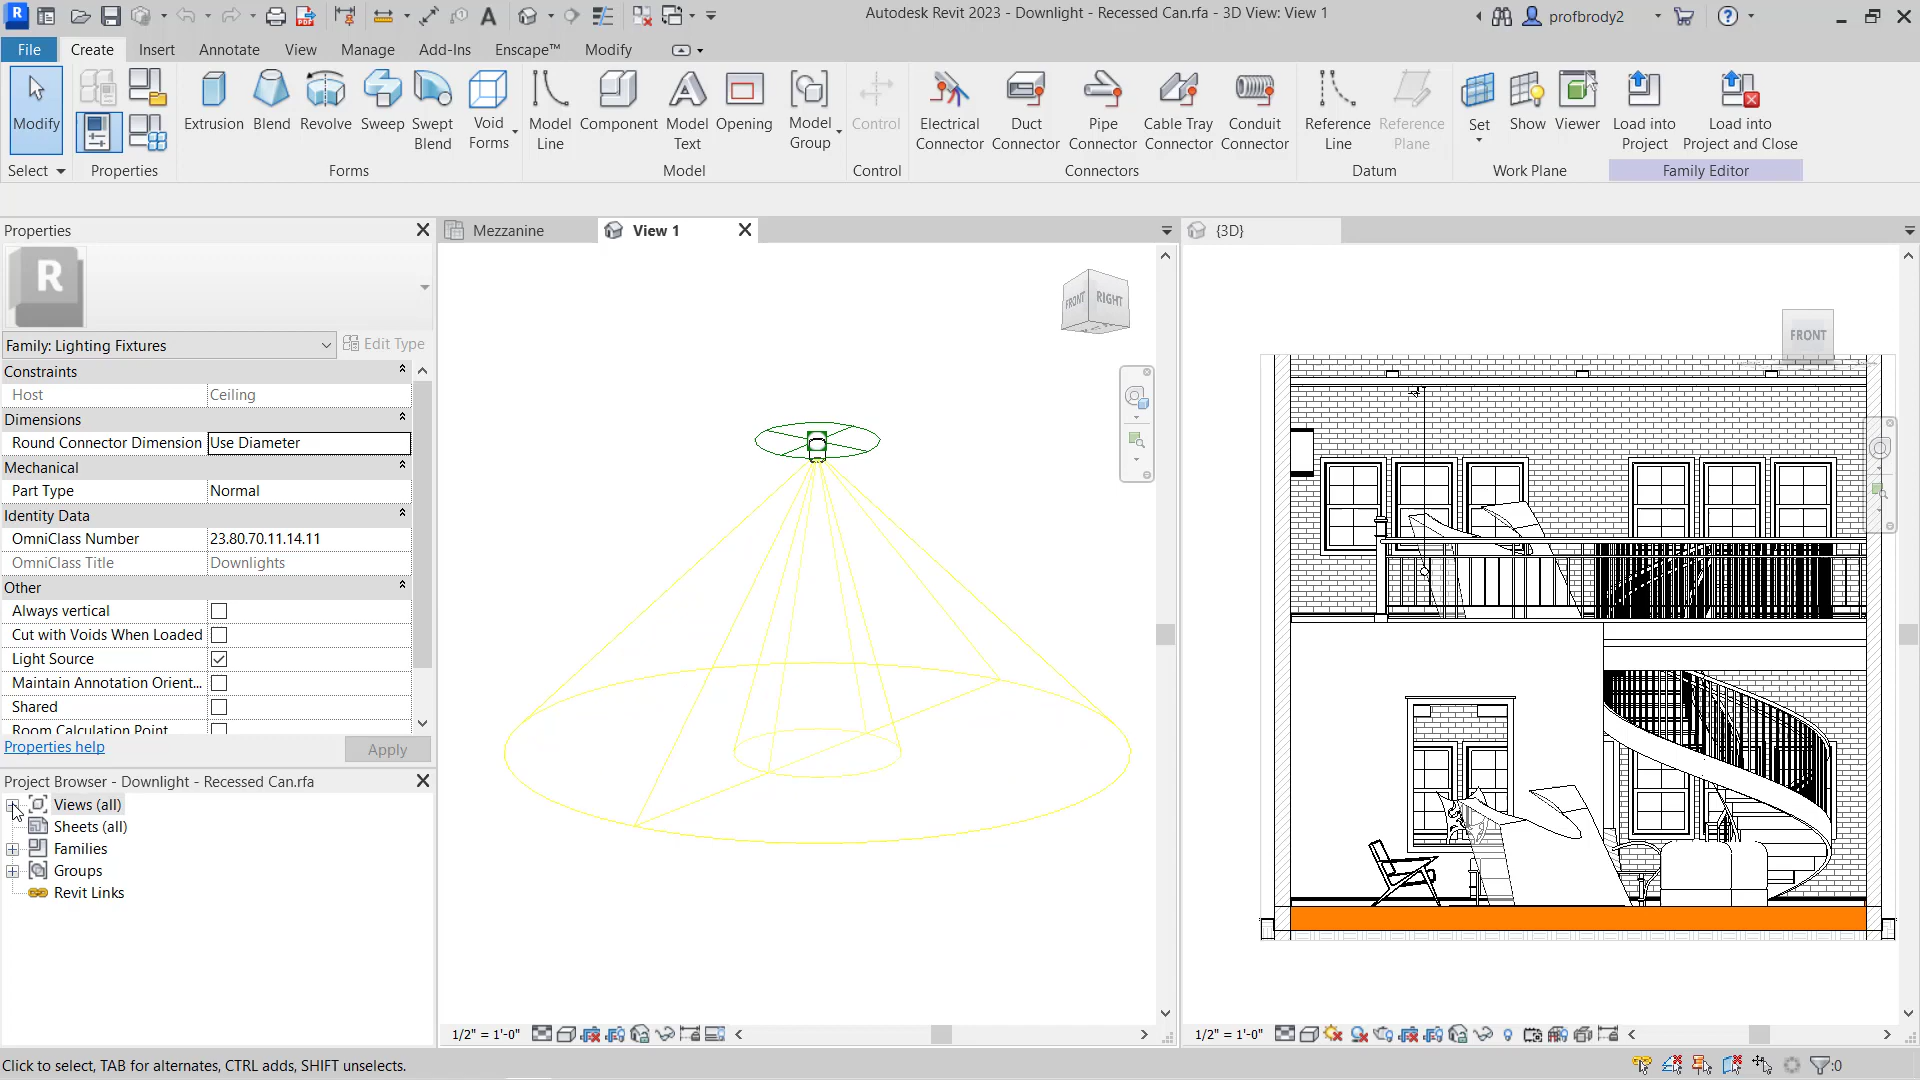 Autodesk Revit 2023 - Downlight - Recessed Can.rfa - 3D View: View 1
profbrody2
File
Create
Insert
Annotate
View
Manage
Add-Ins
Enscape™
Modify
Modify
Extrusion
Blend
Revolve
Sweep
Swept
Blend
Void
Forms
Model
Line
Component
Model
Text
Opening
Model
Group
Control
Electrical
Connector
Duct
Connector
Pipe
Connector
Cable Tray
Connector
Conduit
Connector
Reference
Line
Reference
Plane
Set
Show
Viewer
Load into
Project
Load into
Project and Close
Select
Properties
Forms
Model
Control
Connectors
Datum
Work Plane
Family Editor
Properties
R
Family: Lighting Fixtures
Edit Type
Constraints
Host
Ceiling
Dimensions
Round Connector Dimension
Use Diameter
Mechanical
Part Type
Normal
Identity Data
OmniClass Number
23.80.70.11.14.11
OmniClass Title
Downlights
Other
Always vertical
Cut with Voids When Loaded
Light Source
Maintain Annotation Orient...
Shared
Room Calculation Point
Properties help
Apply
Project Browser - Downlight - Recessed Can.rfa
Views (all)
Sheets (all)
Families
Groups
Revit Links
Mezzanine
View 1
{3D}
FRONT
RIGHT
FRONT
1/2" = 1'-0"
1/2" = 1'-0"
Click to select, TAB for alternates, CTRL adds, SHIFT unselects.
:0